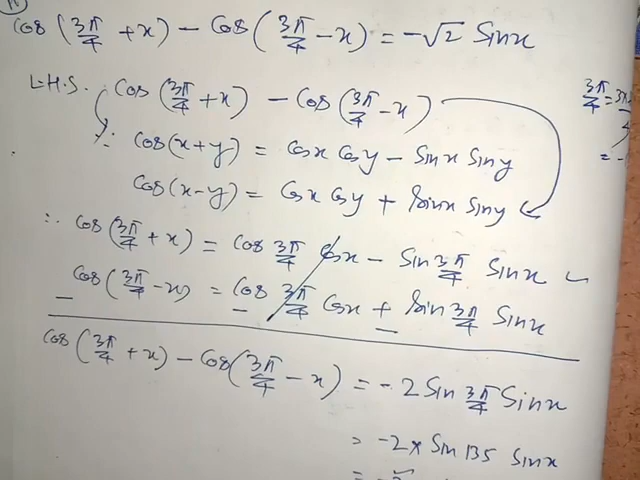 cos(3π/4 + x) - cos(3π/4 - x) = -√2 Sinx
L.H.S. cos(3π/4 + x) - cos(3π/4 - x)
∵ cos(x+y) = cosx cosy - sinx siny
cos(x-y) = cosx cosy + sinx siny
∴ cos(3π/4 + x) = cos 3π/4 cosx - sin 3π/4 sinx
cos(3π/4 - x) = cos 3π/4 cosx + sin 3π/4 sinx
cos(3π/4 + x) - cos(3π/4 - x) = -2 Sin 3π/4 Sinx
= -2 × Sin 135 Sinx
3π/4 =